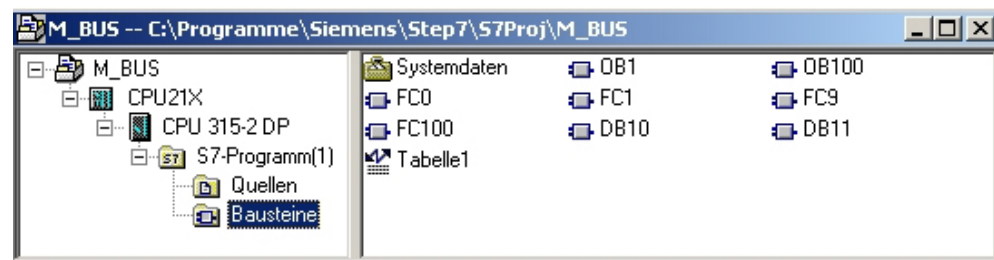 M_BUS -- C:\Programme\Siemens\Step7\S7Proj\M_BUS
M_BUS
CPU21X
CPU 315-2 DP
S7-Programm(1)
Quellen
Bausteine
Systemdaten OB1 OB100
FC0 FC1 FC9
FC100 DB10 DB11
Tabelle1